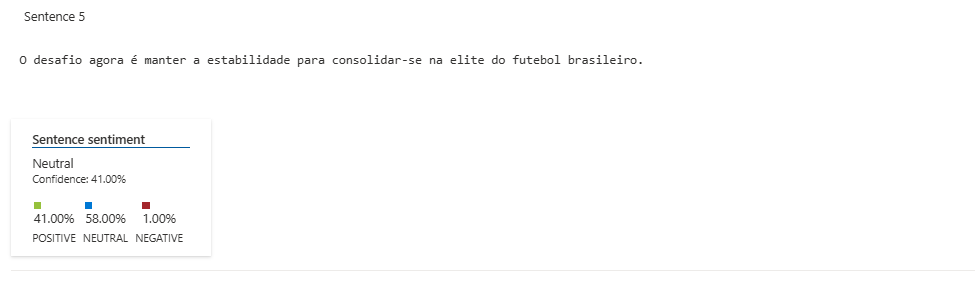 Sentence 5
O desafio agora é manter a estabilidade para consolidar-se na elite do futebol brasileiro.
Sentence sentiment
Neutral
Confidence: 41.00%
41.00% 58.00% 1.00%
POSITIVE NEUTRAL NEGATIVE